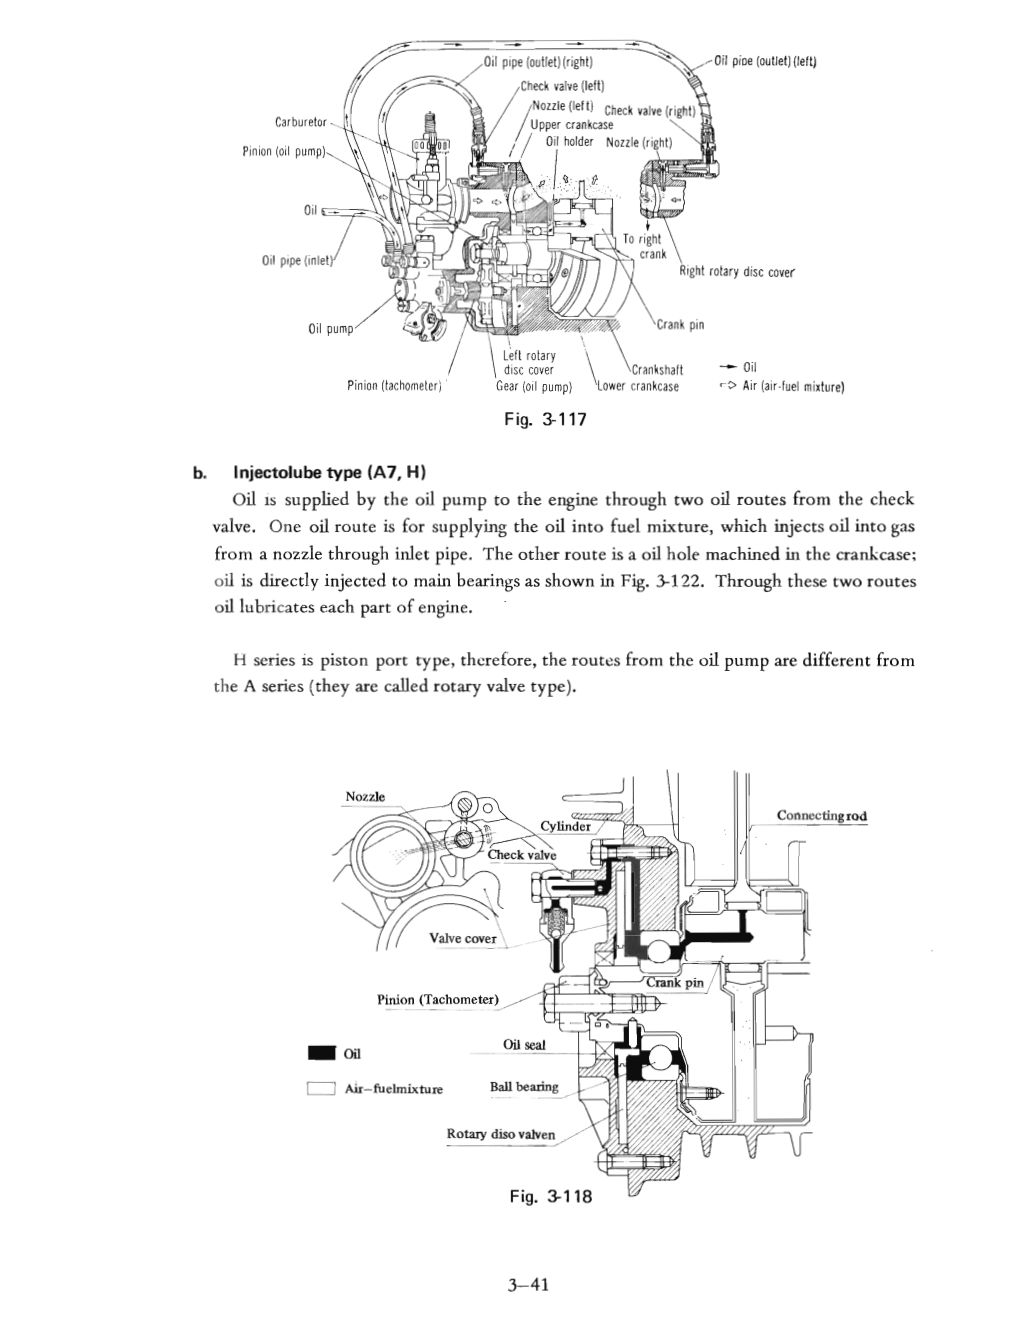 Oil pipe (outlet) (right)
Oil pipe (outlet) (left)
Check valve (left)
Nozzle (left)
Check valve (right)
Carburetor
Upper crankcase
Pinion (oil pump)
Oil holder
Nozzle (right)
Oil
To right
crank
Oil pipe (inlet)
Right rotary disc cover
Oil pump
Crank pin
Left rotary
disc cover
Crankshaft
Oil
Pinion (tachometer)
Gear (oil pump)
Lower crankcase
Air (air-fuel mixture)
Fig. 3-117
b. Injectolube type (A7, H)
Oil is supplied by the oil pump to the engine through two oil routes from the check
valve. One oil route is for supplying the oil into fuel mixture, which injects oil into gas
from a nozzle through inlet pipe. The other route is a oil hole machined in the crankcase;
oil is directly injected to main bearings as shown in Fig. 3-122. Through these two routes
oil lubricates each part of engine.
H series is piston port type, therefore, the routes from the oil pump are different from
the A series (they are called rotary valve type).
Nozzle
Connecting rod
Cylinder
Check valve
Valve cover
Crank pin
Pinion (Tachometer)
Oil seal
Oil
Air-fuelmixture
Ball bearing
Rotary diso valven
Fig. 3-118
3-41